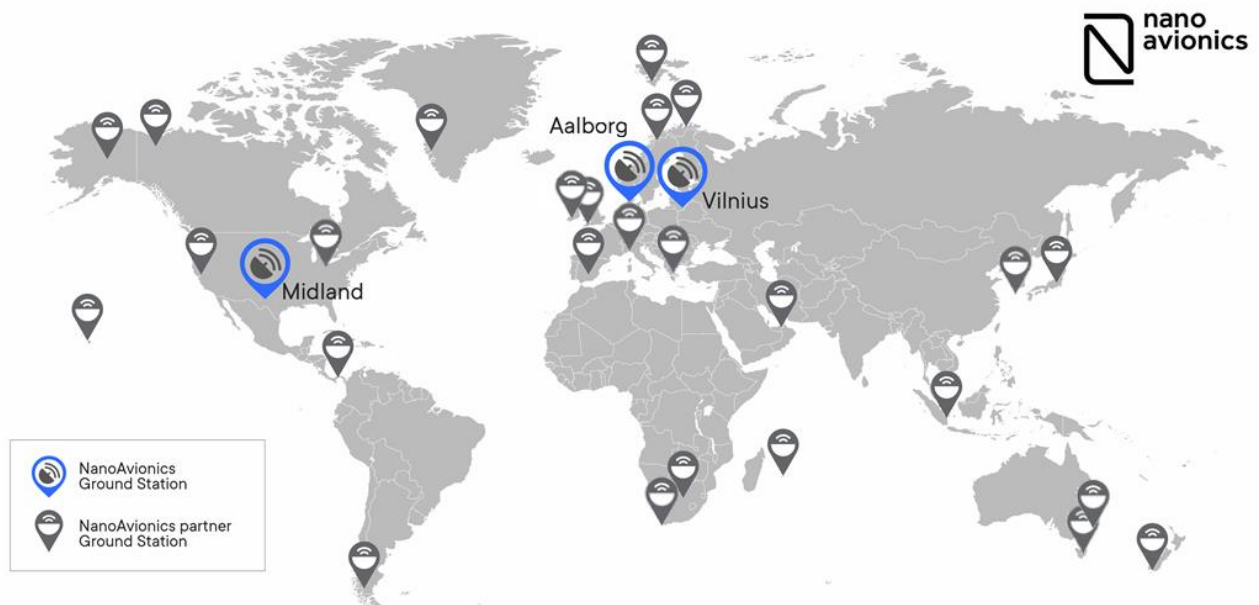 nano
avionics
Aalborg
Vilnius
Midland
NanoAvionics
Ground Station
NanoAvionics partner
Ground Station